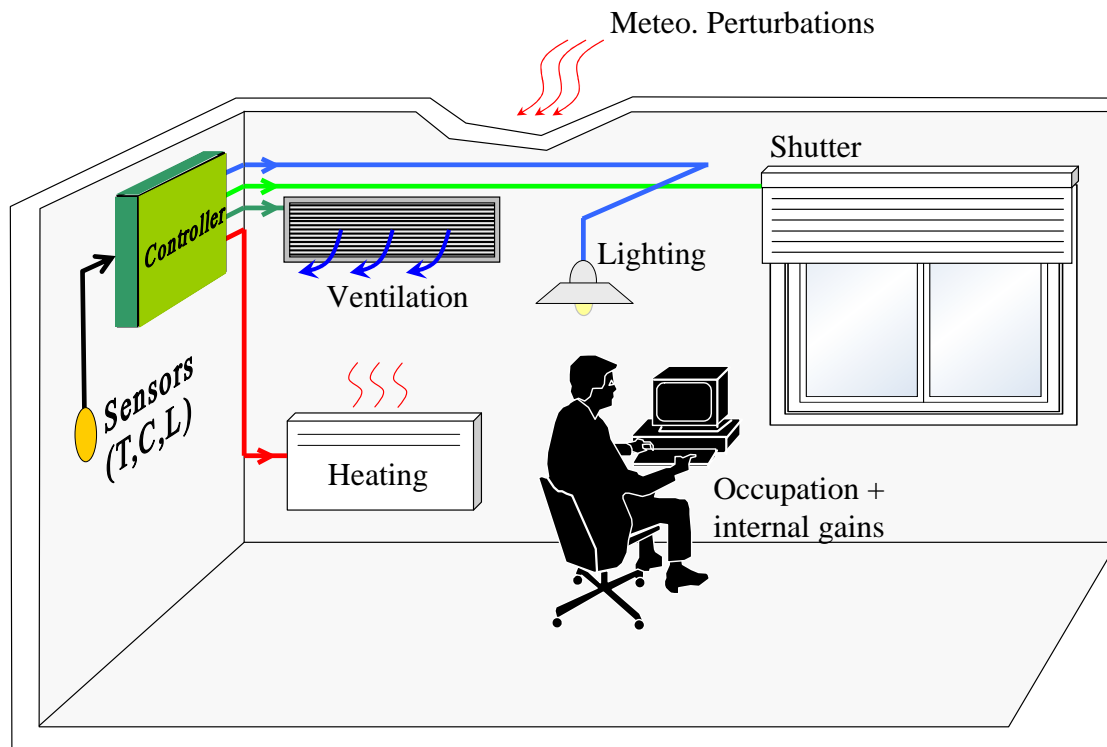 Meteo. Perturbations
Shutter
Controller
Lighting
Ventilation
Sensors
(T,C,L)
Heating
Occupation +
internal gains